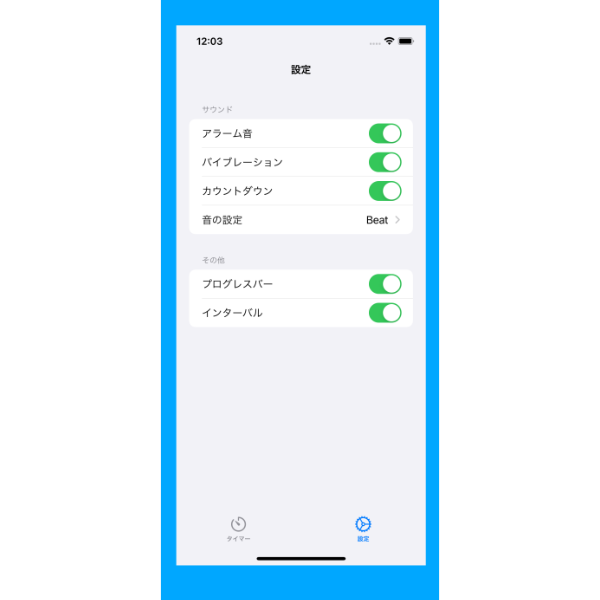 12:03
設定
サウンド
アラーム音
バイブレーション
カウントダウン
音の設定 Beat
その他
プログレスバー
インターバル
タイマー 設定